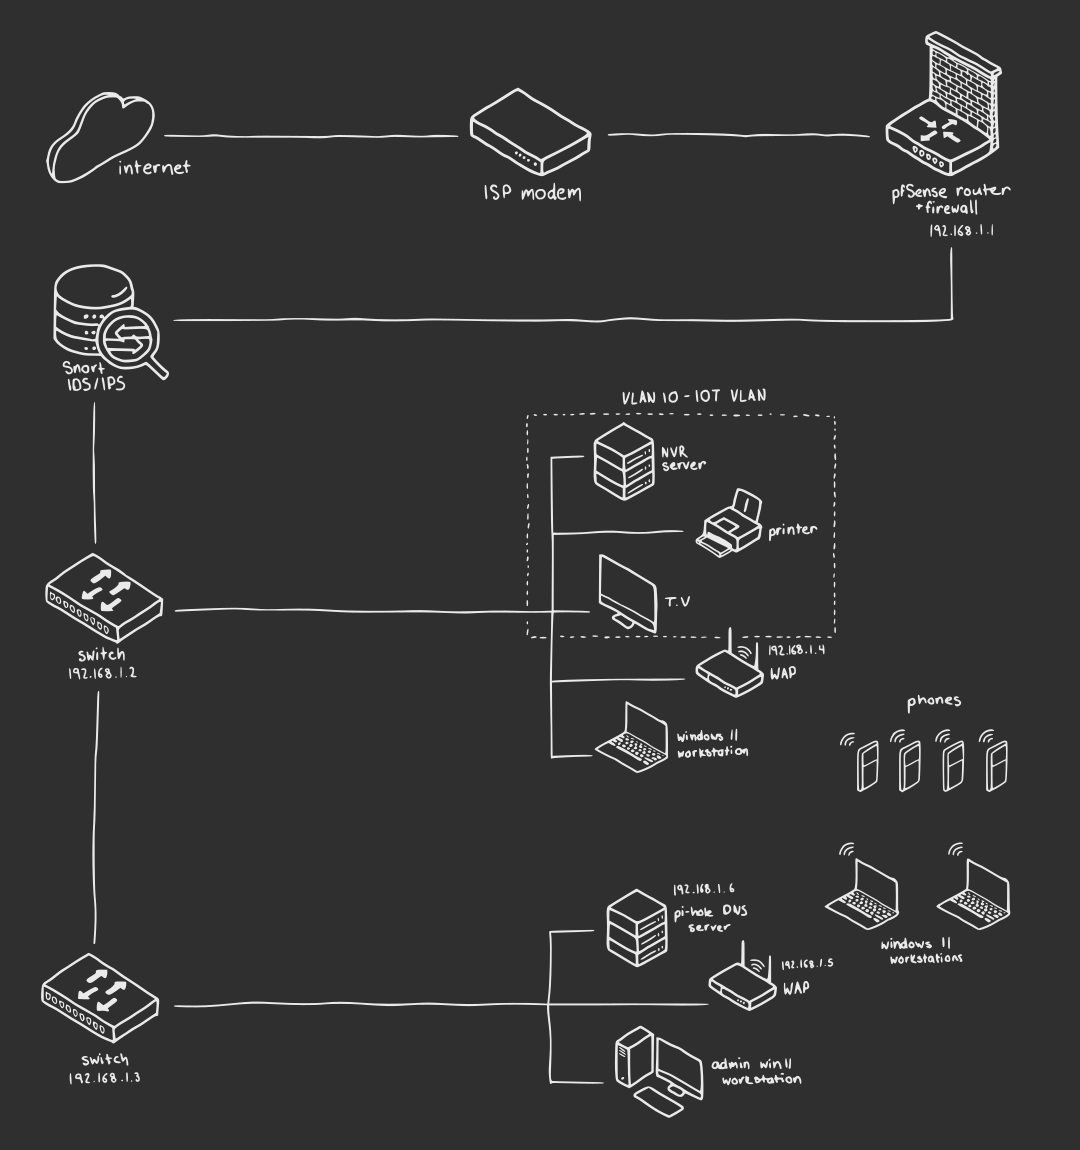 internet
ISP modem
pfSense router
+firewall
192.168.1.1
Snort
IDS/IPS
VLAN 10-IOT VLAN
NVR
server
printer
T.V
switch
192.168.1.2
192.168.1.4
WAP
windows 11
workstation
phones
192.168.1.6
pi-hole DNS
server
windows 11
workstations
192.168.1.5
WAP
switch
192.168.1.3
admin win11
workstation